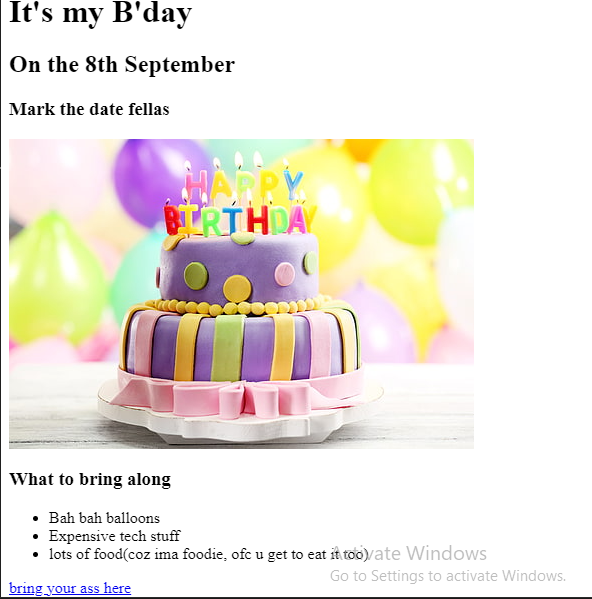 It's my B'day
On the 8th September
Mark the date fellas
HAPPY
BIRTHDAY
What to bring along
Bah bah balloons
Expensive tech stuff
lots of food(coz ima foodie, ofc u get to eat it too)
Activate Windows
Go to Settings to activate Windows.
bring your ass here